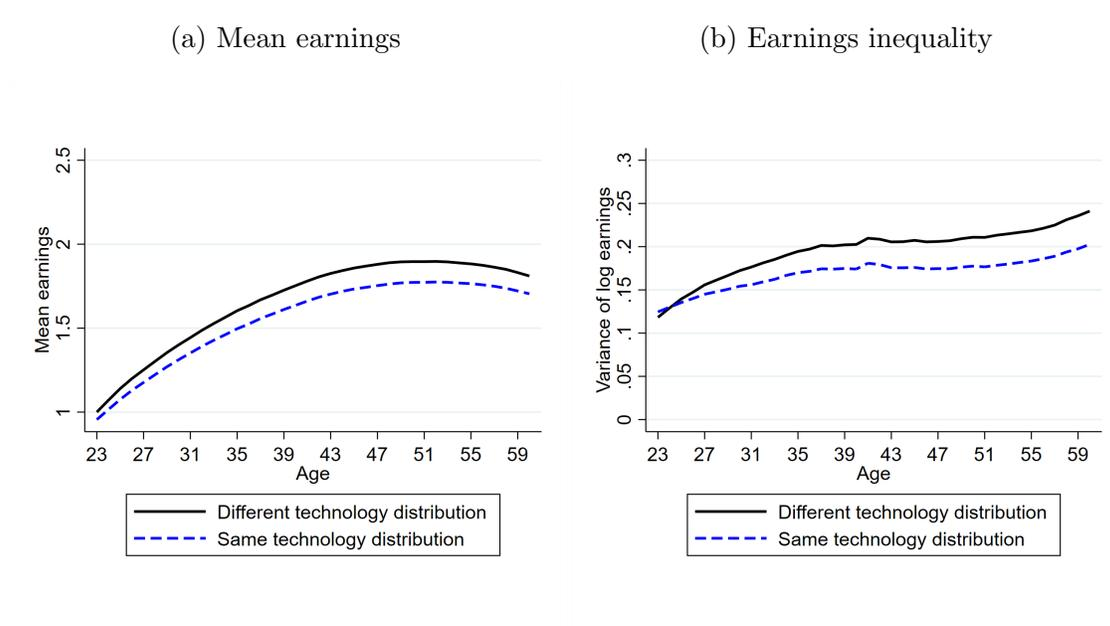 (a) Mean earnings
Mean earnings
2.5
2
1.5
1
23 27 31 35 39 43 47 51 55 59
Age
Different technology distribution
Same technology distribution
(b) Earnings inequality
Variance of log earnings
.3
.25
.2
.15
.1
.05
0
23 27 31 35 39 43 47 51 55 59
Age
Different technology distribution
Same technology distribution